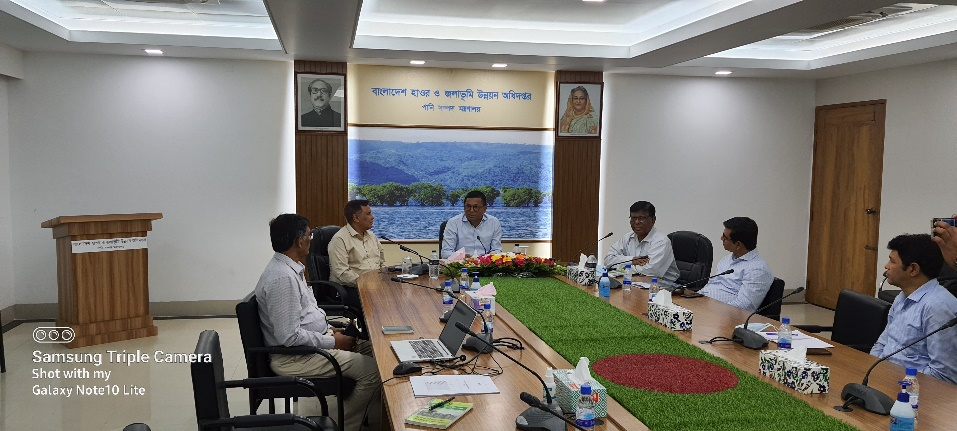 বাংলাদেশ হাওর ও জলাভূমি উন্নয়ন অধিদপ্তর
পানি সম্পদ মন্ত্রণালয়
Samsung Triple Camera
Shot with my
Galaxy Note10 Lite